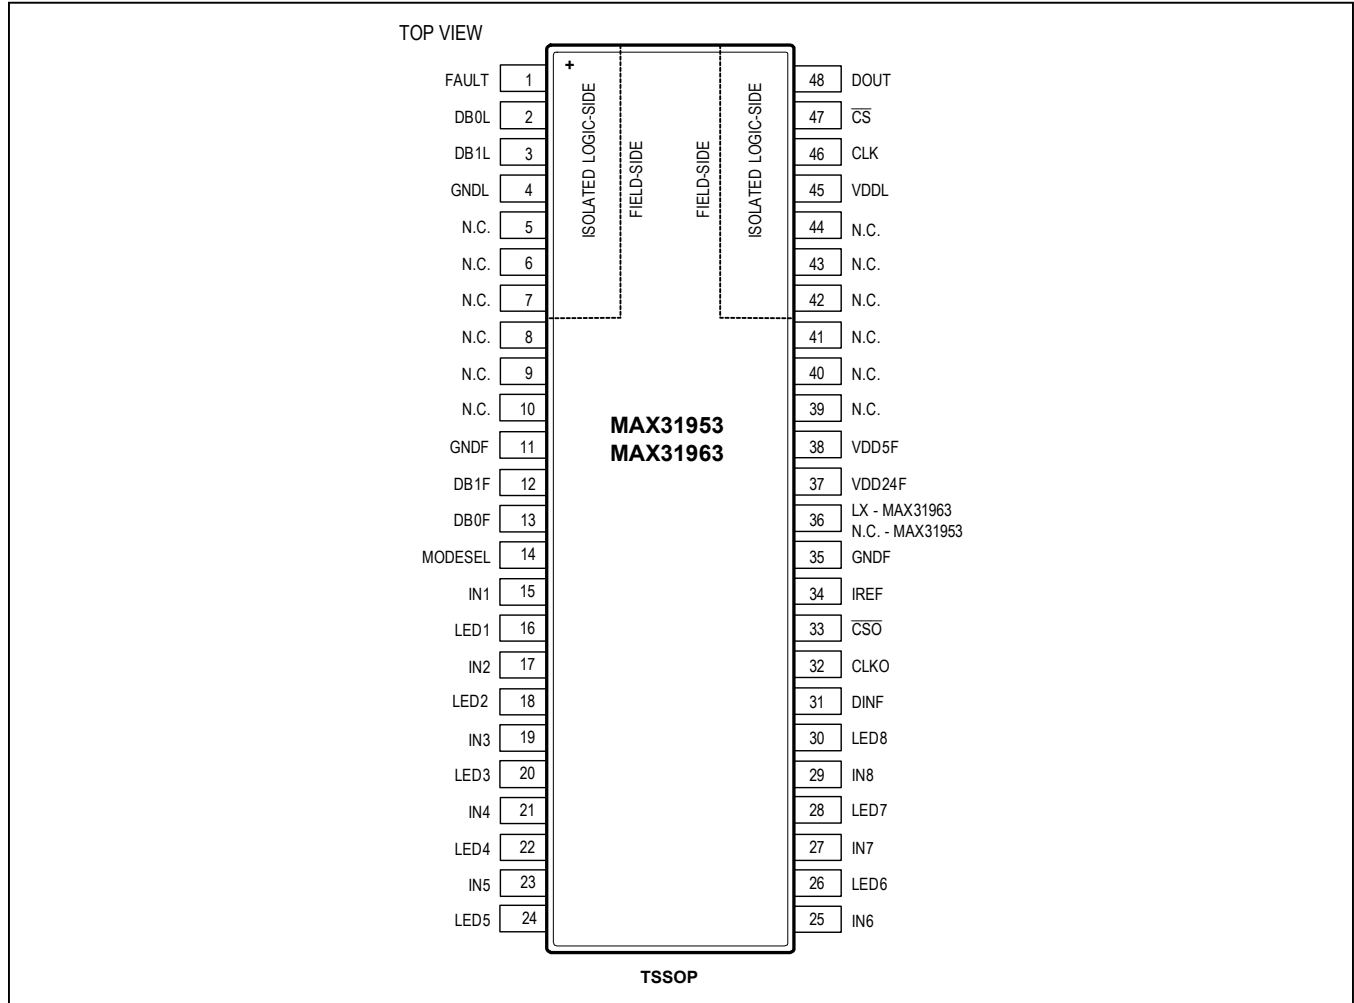 TOP VIEW
+
FAULT 1
DB0L 2
DB1L 3
GNDL 4
N.C. 5
N.C. 6
N.C. 7
N.C. 8
N.C. 9
N.C. 10
GNDF 11
DB1F 12
DB0F 13
MODESEL 14
IN1 15
LED1 16
IN2 17
LED2 18
IN3 19
LED3 20
IN4 21
LED4 22
IN5 23
LED5 24
ISOLATED LOGIC-SIDE
FIELD-SIDE
FIELD-SIDE
ISOLATED LOGIC-SIDE
MAX31953
MAX31963
48 DOUT
47 C̅S̅
46 CLK
45 VDDL
44 N.C.
43 N.C.
42 N.C.
41 N.C.
40 N.C.
39 N.C.
38 VDD5F
37 VDD24F
36 LX - MAX31963
N.C. - MAX31953
35 GNDF
34 IREF
33 C̅S̅O̅
32 CLKO
31 DINF
30 LED8
29 IN8
28 LED7
27 IN7
26 LED6
25 IN6
TSSOP